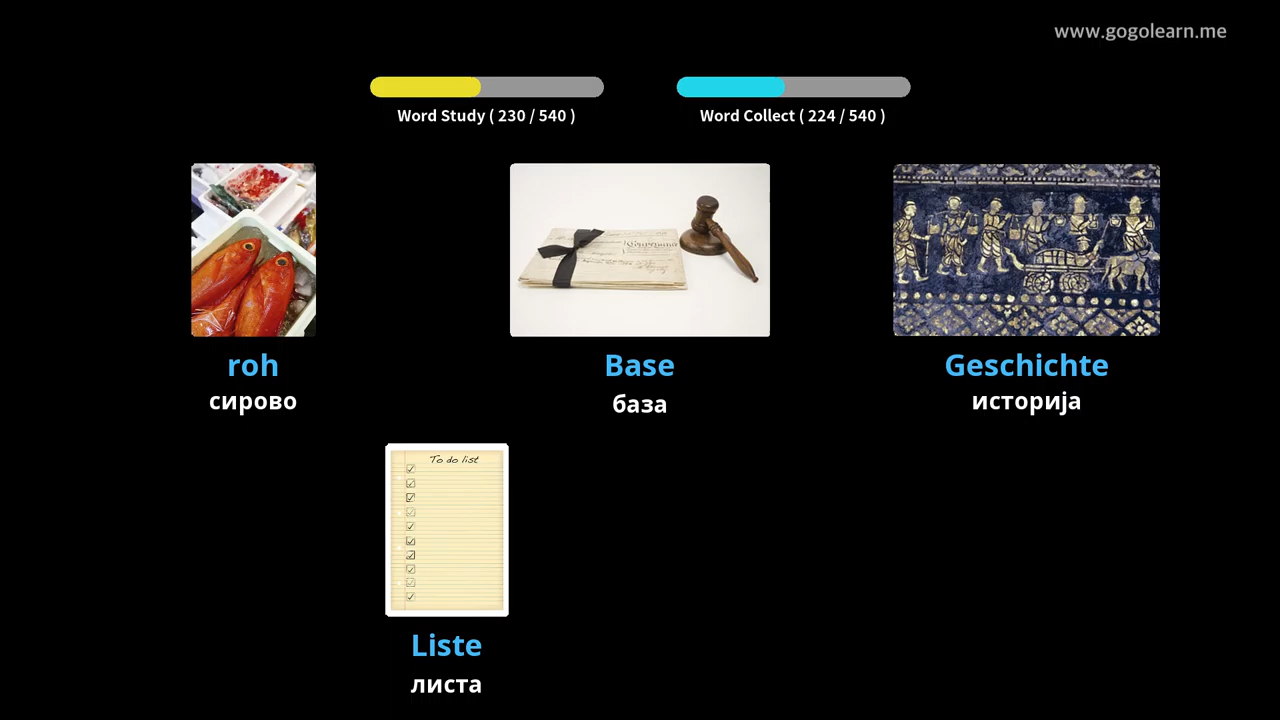 www.gogolearn.me
Word Study ( 230 / 540 )
Word Collect ( 224 / 540 )
roh
сирово
Base
база
Geschichte
историја
To do list
Liste
листа